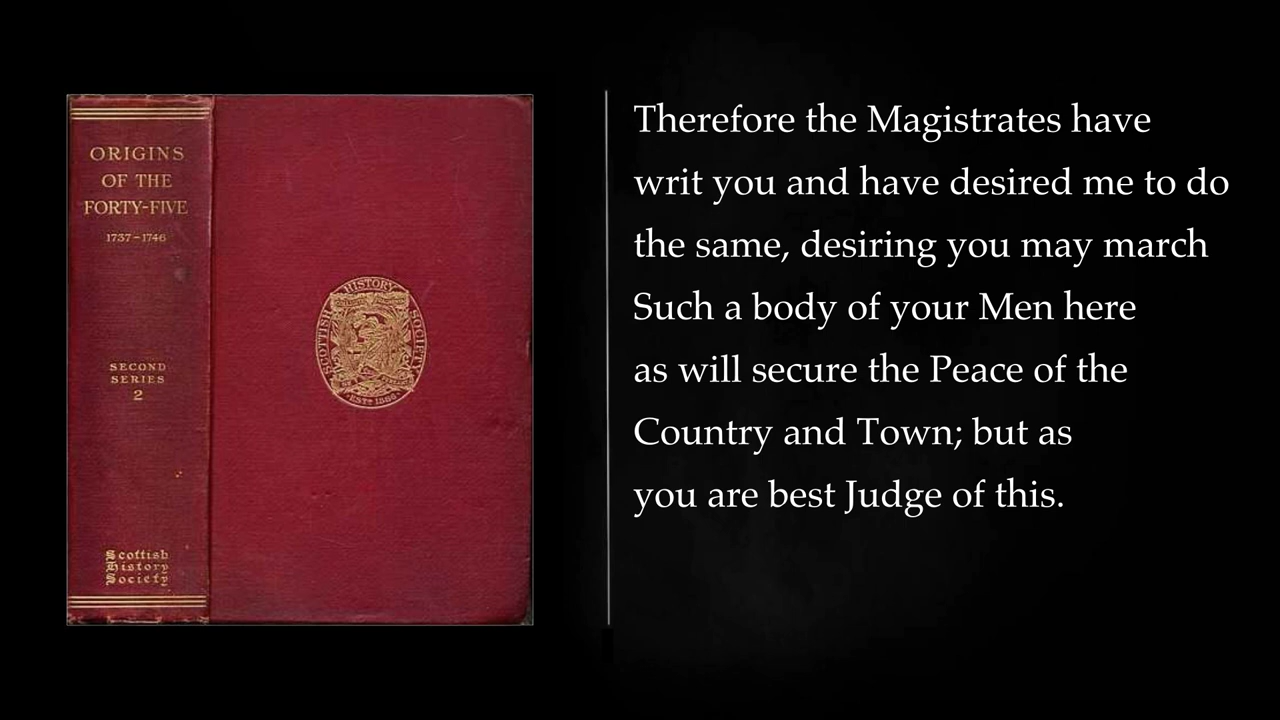 ORIGINS
OF THE
FORTY-FIVE
1737-1746
SECOND
SERIES
2
Scottish
History
Society
SCOTTISH HISTORY SOCIETY
·ESTD 1886·
Therefore the Magistrates have
writ you and have desired me to do
the same, desiring you may march
Such a body of your Men here
as will secure the Peace of the
Country and Town; but as
you are best Judge of this.